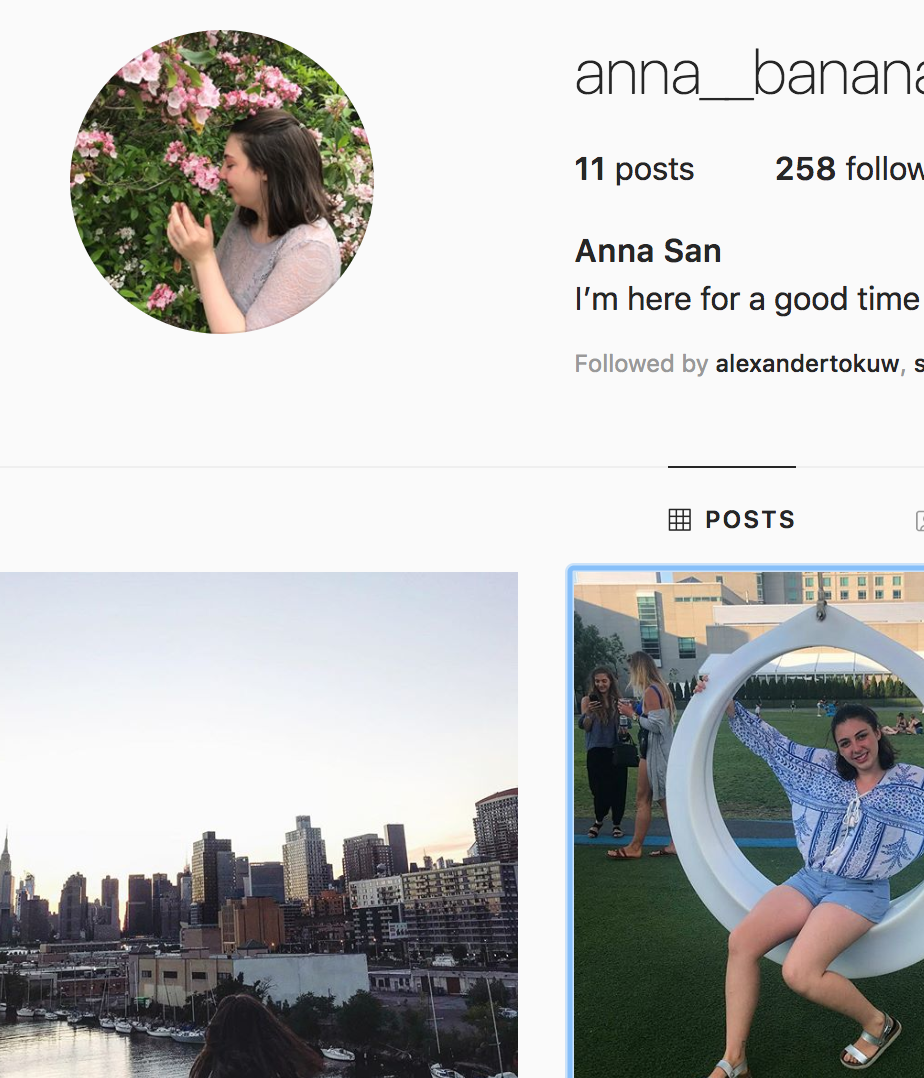 anna__banana
11 posts 258 follow
Anna San
I'm here for a good time
Followed by alexandertokuw, s
POSTS